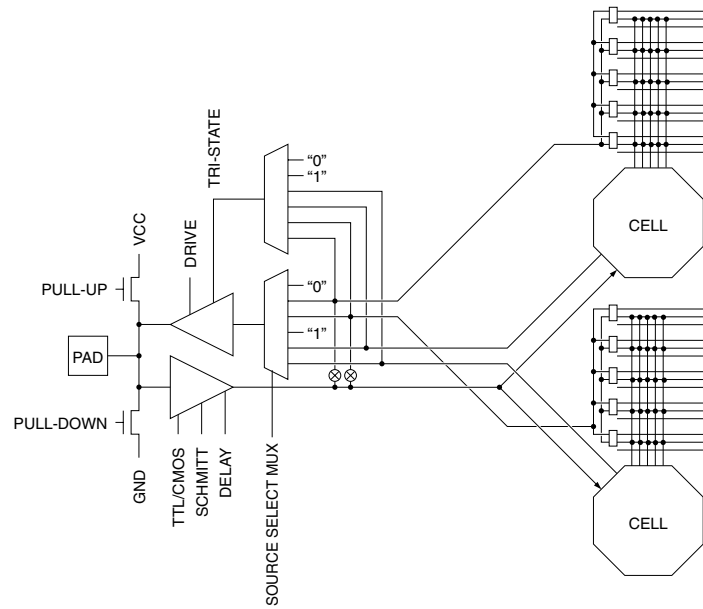 TRI-STATE
"0"
"1"
VCC
DRIVE
CELL
PULL-UP
"0"
"1"
PAD
PULL-DOWN
GND
TTL/CMOS
SCHMITT
DELAY
SOURCE SELECT MUX
CELL